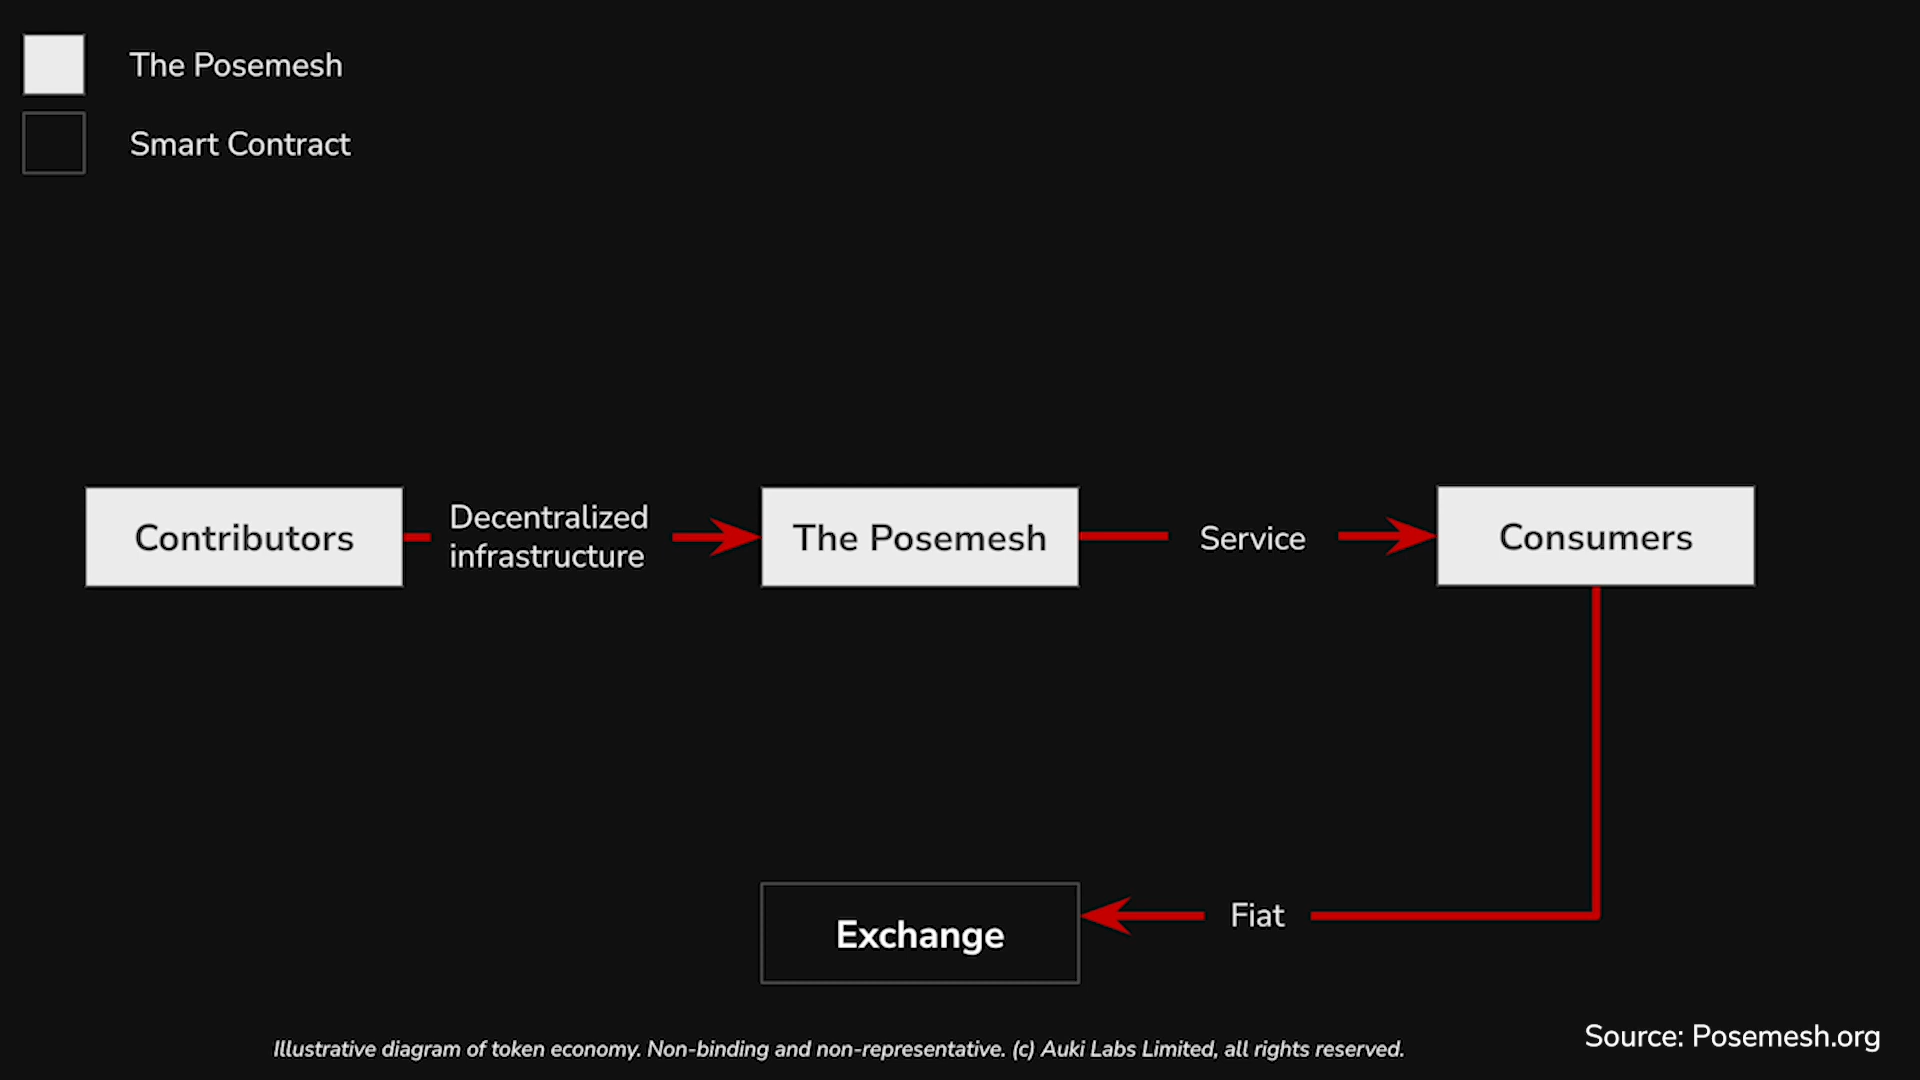 The Posemesh
Smart Contract
Contributors
Decentralized
infrastructure
The Posemesh
Service
Consumers
Exchange
Fiat
Illustrative diagram of token economy. Non-binding and non-representative. (c) Auki Labs Limited, all rights reserved.
Source: Posemesh.org